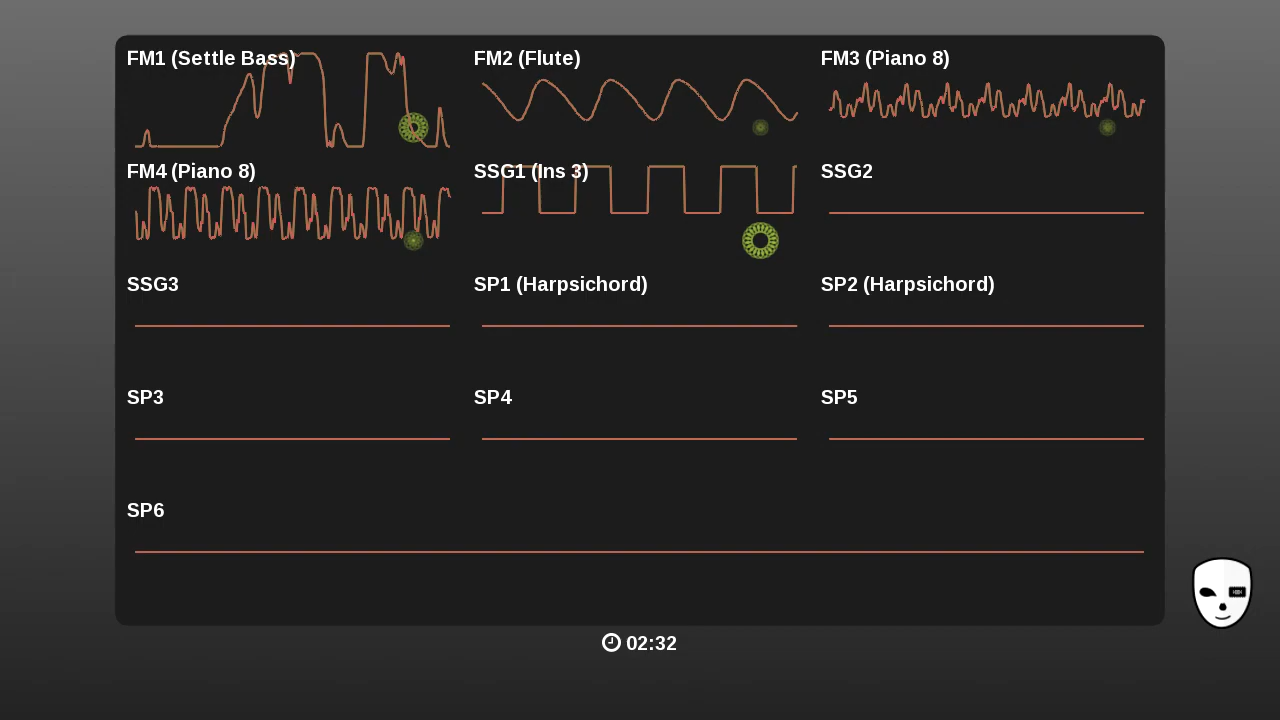 FM1 (Settle Bass)
FM2 (Flute)
FM3 (Piano 8)
FM4 (Piano 8)
SSG1 (Ins 3)
SSG2
SSG3
SP1 (Harpsichord)
SP2 (Harpsichord)
SP3
SP4
SP5
SP6
02:32